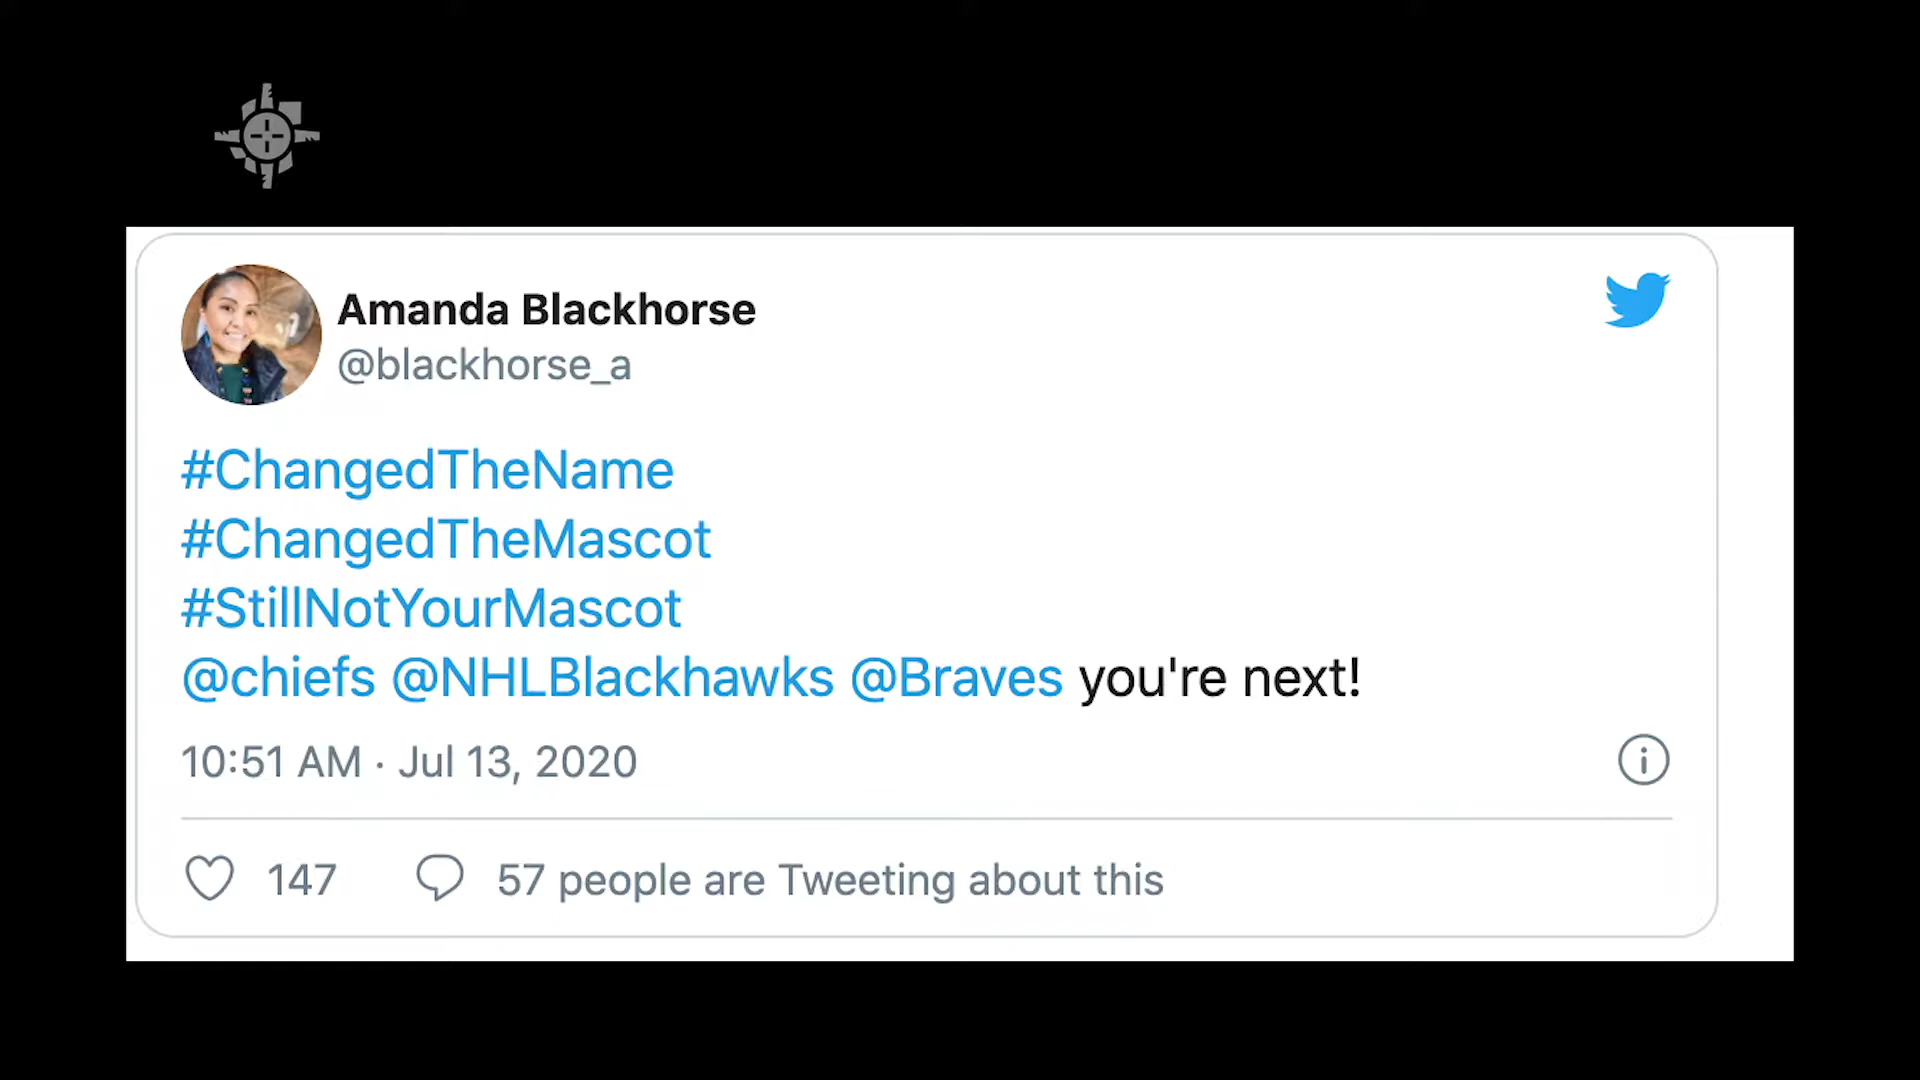 Amanda Blackhorse
@blackhorse_a
#ChangedTheName
#ChangedTheMascot
#StillNotYourMascot
@chiefs @NHLBlackhawks @Braves you're next!
10:51 AM · Jul 13, 2020
147
57 people are Tweeting about this